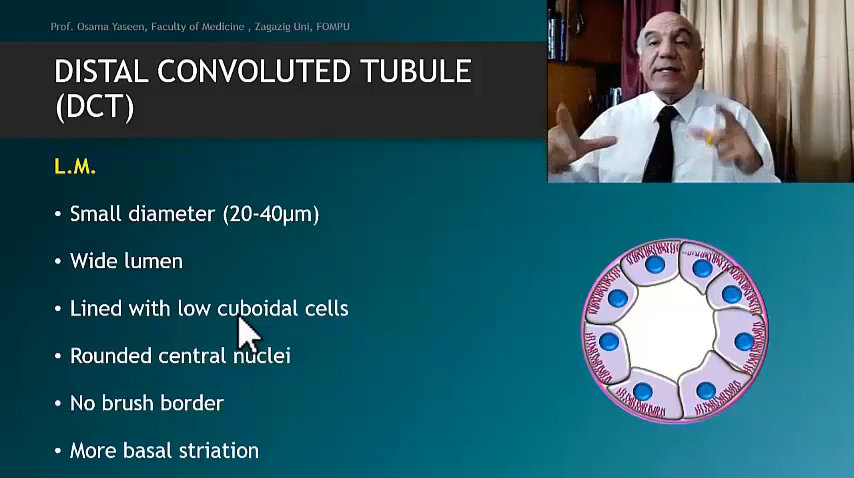 Prof. Osama Yaseen, Faculty of Medicine , Zagazig Uni, FOMPU
DISTAL CONVOLUTED TUBULE
(DCT)
L.M.
• Small diameter (20-40µm)
• Wide lumen
• Lined with low cuboidal cells
• Rounded central nuclei
• No brush border
• More basal striation